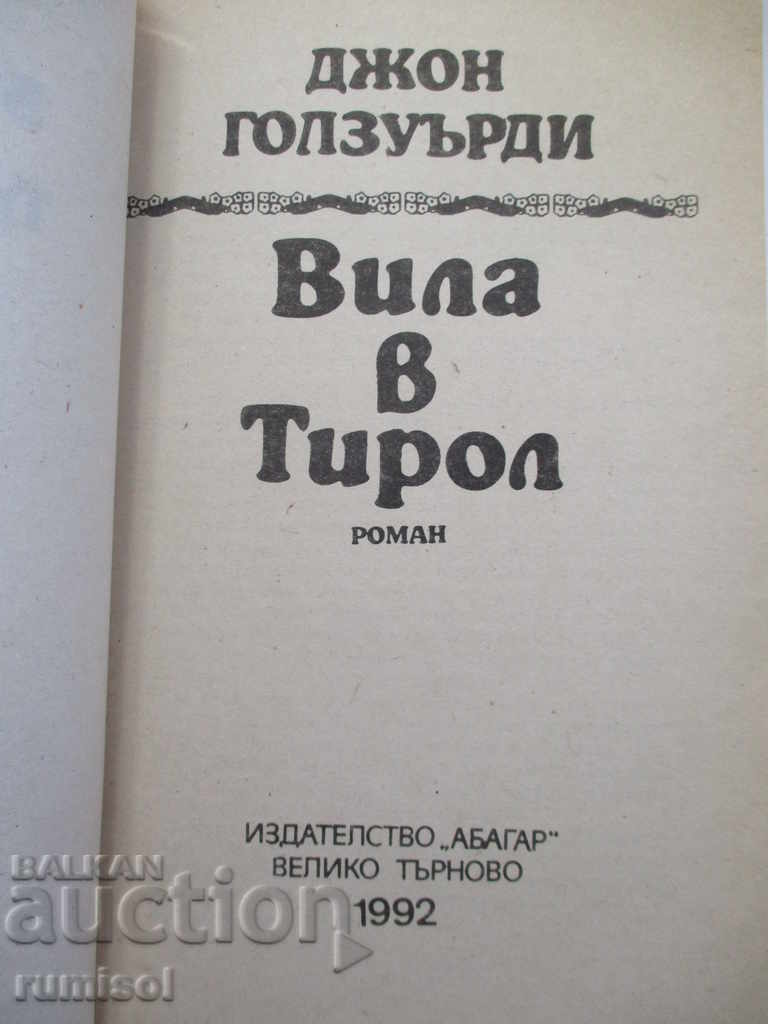 ДЖОН
ГОЛЗУЪРДИ
Вила
в
Тирол
РОМАН
ИЗДАТЕЛСТВО „АБАГАР“
ВЕЛИКО ТЪРНОВО
1992
BALKAN
auction
rumisol